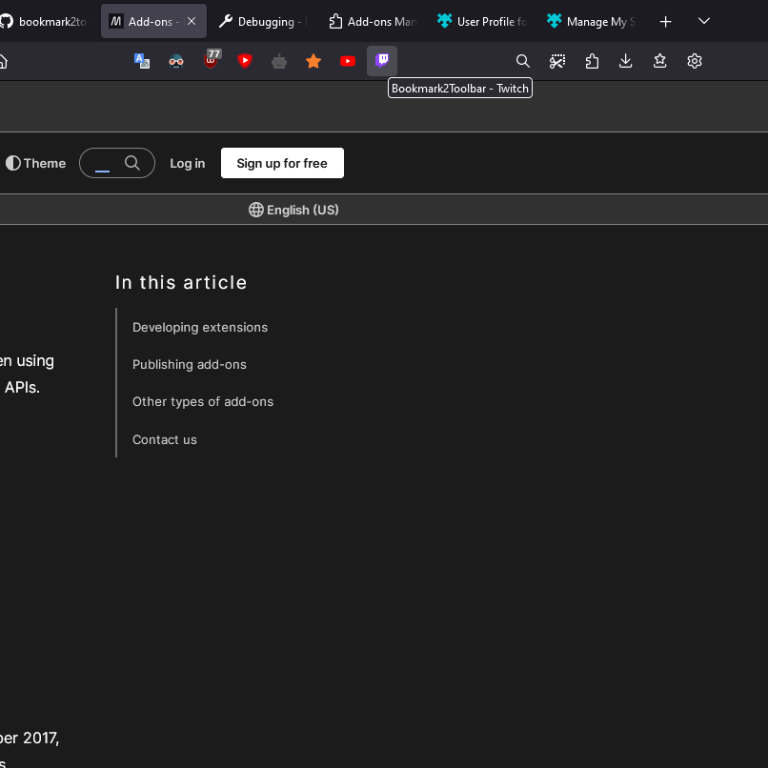 bookmark2to
Add-ons -
Debugging -
Add-ons Man
User Profile fo
Manage My S
77
Bookmark2Toolbar - Twitch
Theme
Log in
Sign up for free
English (US)
In this article
Developing extensions
Publishing add-ons
Other types of add-ons
Contact us
en using
APIs.
ber 2017,
s